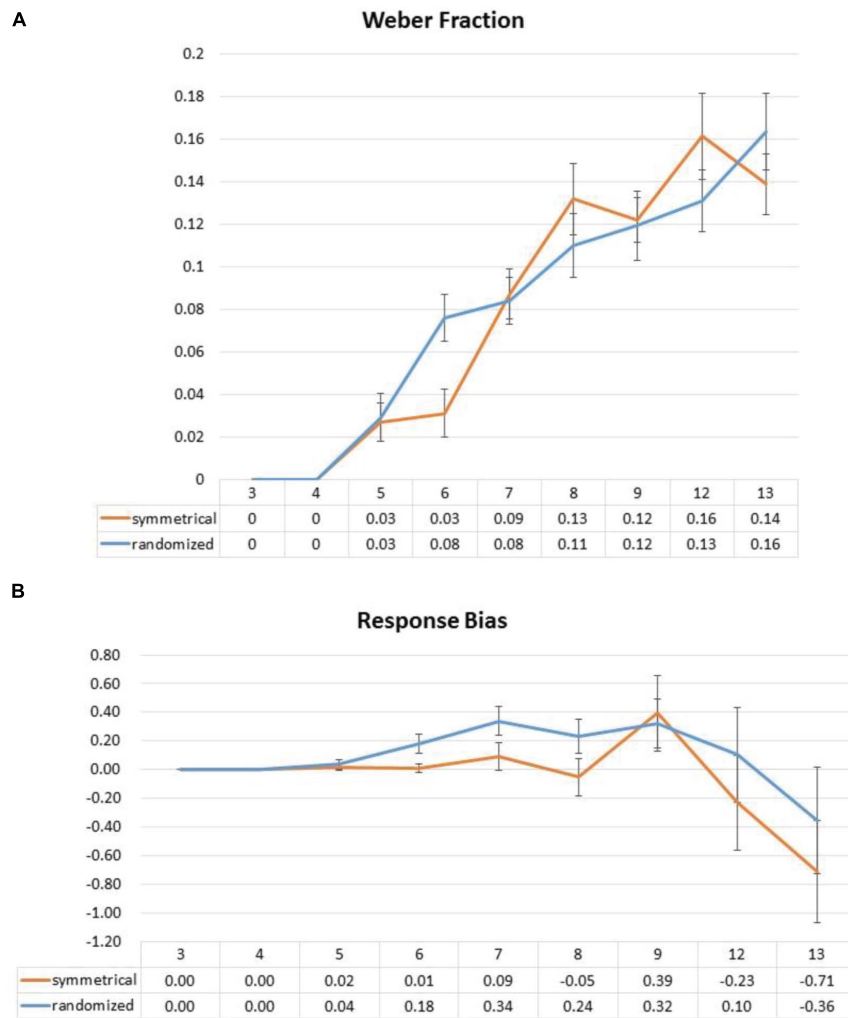 A
Weber Fraction
0.2
0.18
0.16
0.14
0.12
0.1
0.08
0.06
0.04
0.02
0
3 4 5 6 7 8 9 12 13
symmetrical 0 0 0.03 0.03 0.09 0.13 0.12 0.16 0.14
randomized 0 0 0.03 0.08 0.08 0.11 0.12 0.13 0.16
B
Response Bias
0.80
0.60
0.40
0.20
0.00
-0.20
-0.40
-0.60
-0.80
-1.00
-1.20
3 4 5 6 7 8 9 12 13
symmetrical 0.00 0.00 0.02 0.01 0.09 -0.05 0.39 -0.23 -0.71
randomized 0.00 0.00 0.04 0.18 0.34 0.24 0.32 0.10 -0.36